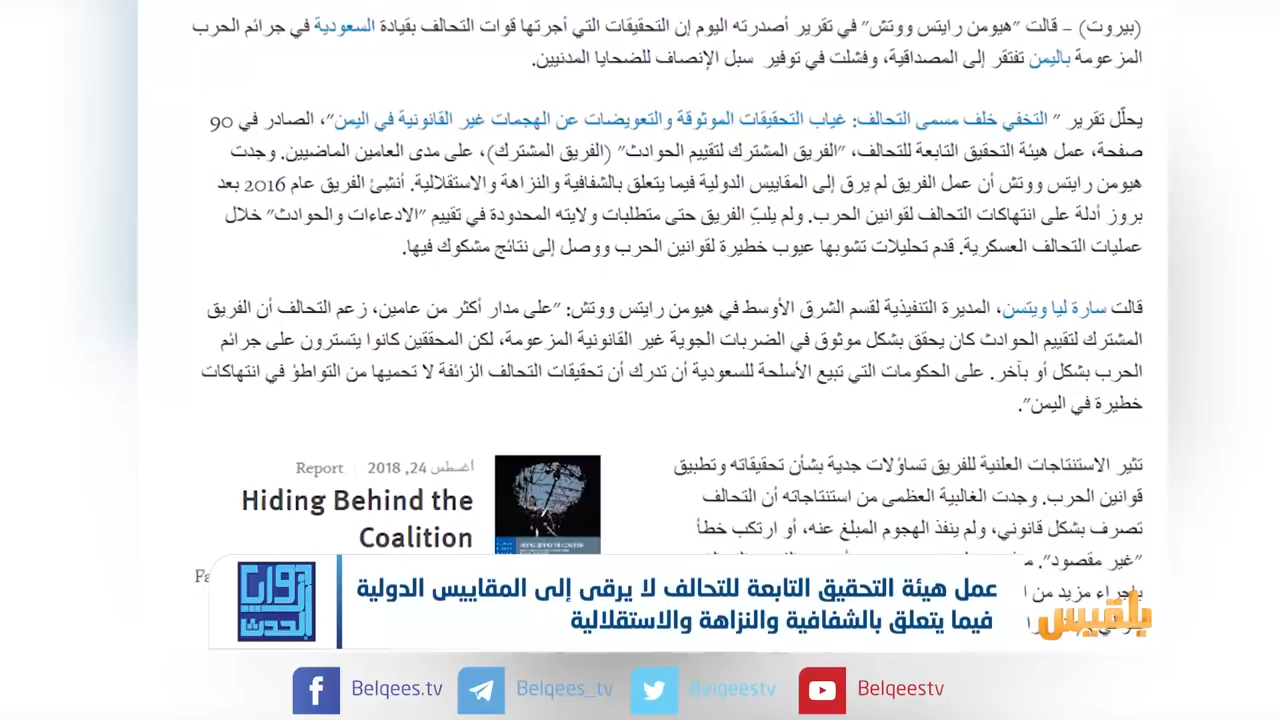 (بيروت) – قالت "هيومن رايتس ووتش" في تقرير أصدرته اليوم إن التحقيقات التي أجرتها قوات التحالف بقيادة السعودية في جرائم الحرب
المزعومة باليمن تفتقر إلى المصداقية، وفشلت في توفير سبل الإنصاف للضحايا المدنيين.
يحلّل تقرير " التخفي خلف مسمى التحالف: غياب التحقيقات الموثوقة والتعويضات عن الهجمات غير القانونية في اليمن"، الصادر في 90
صفحة، عمل هيئة التحقيق التابعة للتحالف، "الفريق المشترك لتقييم الحوادث" (الفريق المشترك)، على مدى العامين الماضيين. وجدت
هيومن رايتس ووتش أن عمل الفريق لم يرق إلى المقاييس الدولية فيما يتعلق بالشفافية والنزاهة والاستقلالية. أنشئ الفريق عام 2016 بعد
بروز أدلة على انتهاكات التحالف لقوانين الحرب. ولم يلبِّ الفريق حتى متطلبات ولايته المحدودة في تقييم "الادعاءات والحوادث" خلال
عمليات التحالف العسكرية. قدم تحليلات تشوبها عيوب خطيرة لقوانين الحرب ووصل إلى نتائج مشكوك فيها.
قالت سارة ليا ويتسن، المديرة التنفيذية لقسم الشرق الأوسط في هيومن رايتس ووتش: "على مدار أكثر من عامين، زعم التحالف أن الفريق
المشترك لتقييم الحوادث كان يحقق بشكل موثوق في الضربات الجوية غير القانونية المزعومة، لكن المحققين كانوا يتسترون على جرائم
الحرب بشكل أو بآخر. على الحكومات التي تبيع الأسلحة للسعودية أن تدرك أن تحقيقات التحالف الزائفة لا تحميها من التواطؤ في انتهاكات
خطيرة في اليمن".
تثير الاستنتاجات العلنية للفريق تساؤلات جدية بشأن تحقيقاته وتطبيق
قوانين الحرب. وجدت الغالبية العظمى من استنتاجاته أن التحالف
تصرف بشكل قانوني، ولم ينفذ الهجوم المبلغ عنه، أو ارتكب خطأ
"غير مقصود".
بإجراء مزيد من
Report | أغسطس 24, 2018
Hiding Behind the
Coalition
عمل هيئة التحقيق التابعة للتحالف لا يرقى إلى المقاييس الدولية
فيما يتعلق بالشفافية والنزاهة والاستقلالية
بلقيس
Belqees.tv
Belqees_tv
Belqeestv
Belqeestv